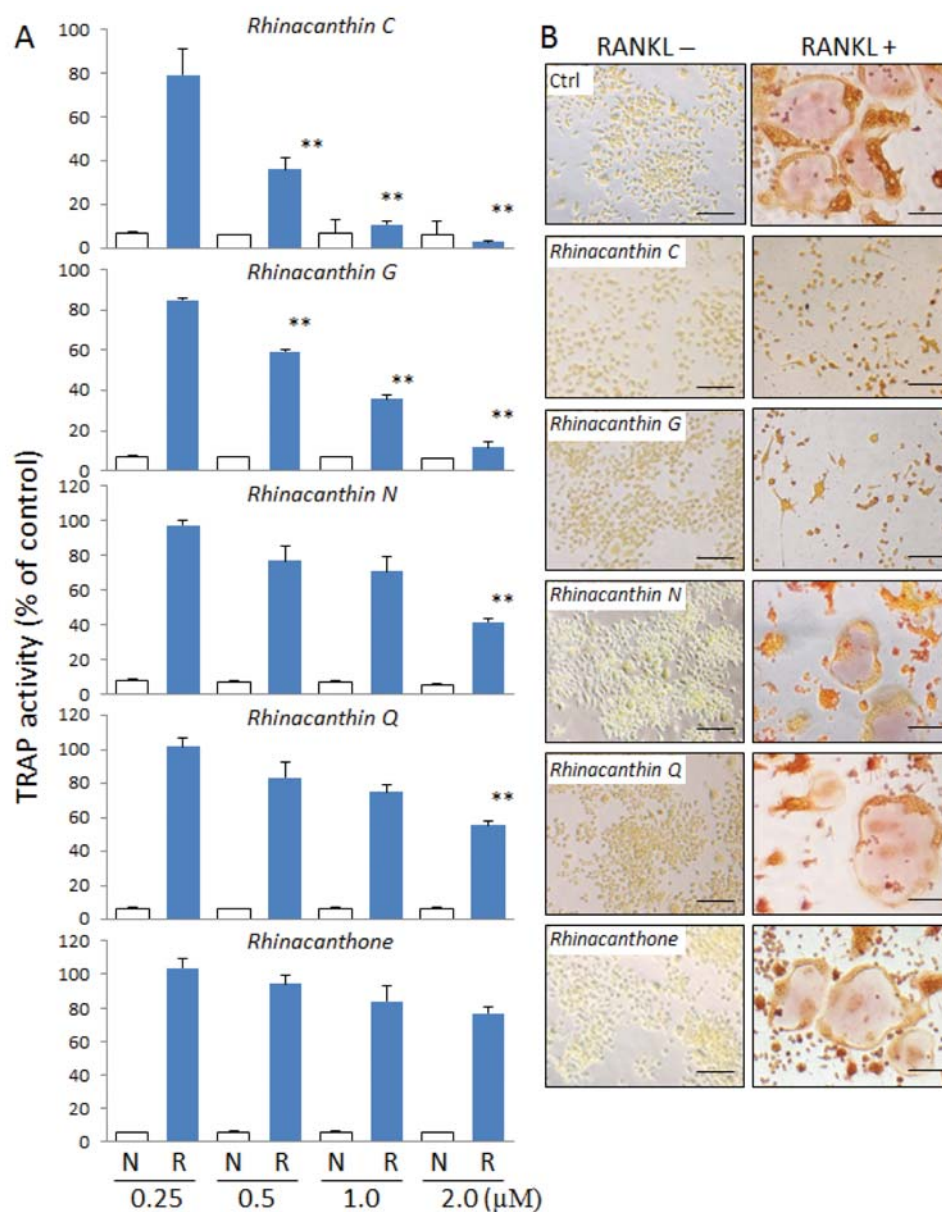 A
TRAP activity (% of control)
Rhinacanthin C
100
80
60
40
20
0
**
**
**
Rhinacanthin G
80
60
40
20
0
**
**
**
Rhinacanthin N
120
100
80
60
40
20
0
**
Rhinacanthin Q
120
100
80
60
40
20
0
**
Rhinacanthone
120
100
80
60
40
20
0
N R N R N R N R
0.25 0.5 1.0 2.0 (μM)
B
RANKL – RANKL +
Ctrl
Rhinacanthin C
Rhinacanthin G
Rhinacanthin N
Rhinacanthin Q
Rhinacanthone